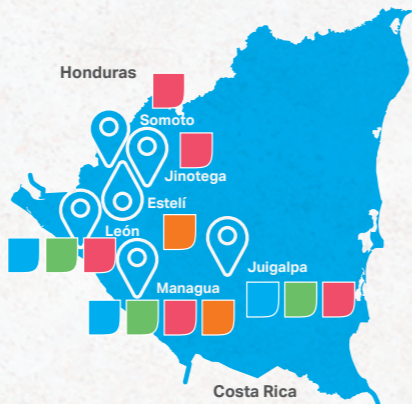 Honduras
Somoto
Jinotega
Estelí
León
Juigalpa
Managua
Costa Rica